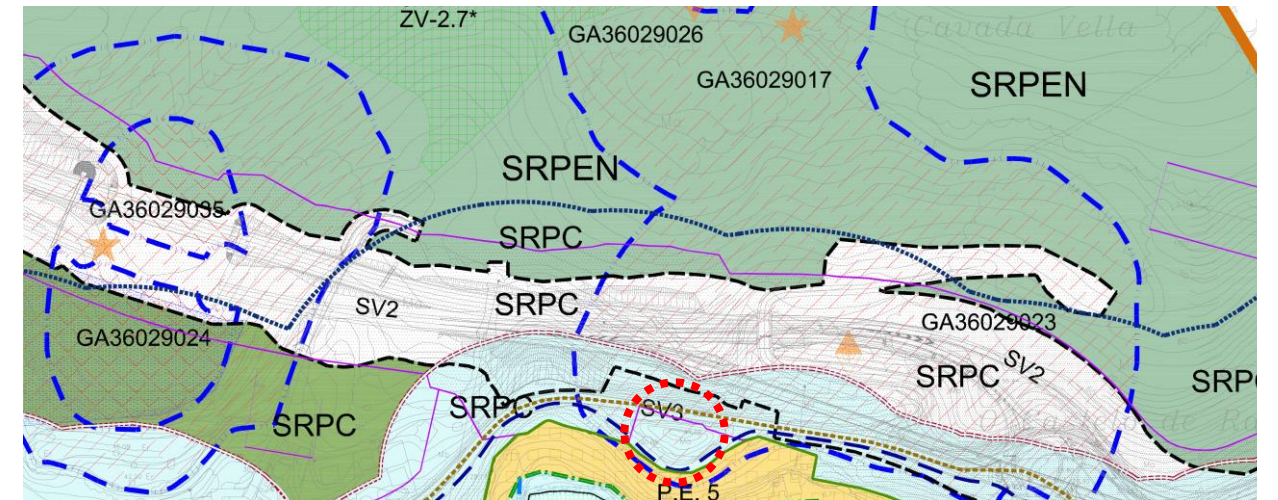 ZV-2.7*
Cavada Vella
GA36029026
GA36029017
SRPEN
SRPEN
GA36029035
SRPC
SV2
SRPC
GA36029023
GA36029024
SV2
SRPC
SRPC
SRPC
SV3
P.E. 5